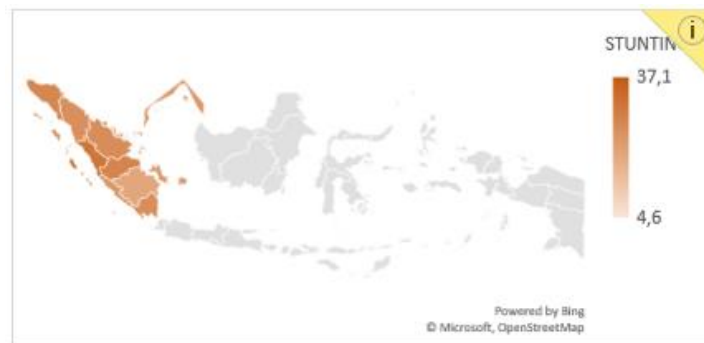 STUNTIN
37,1
4,6
Powered by Bing
© Microsoft, OpenStreetMap